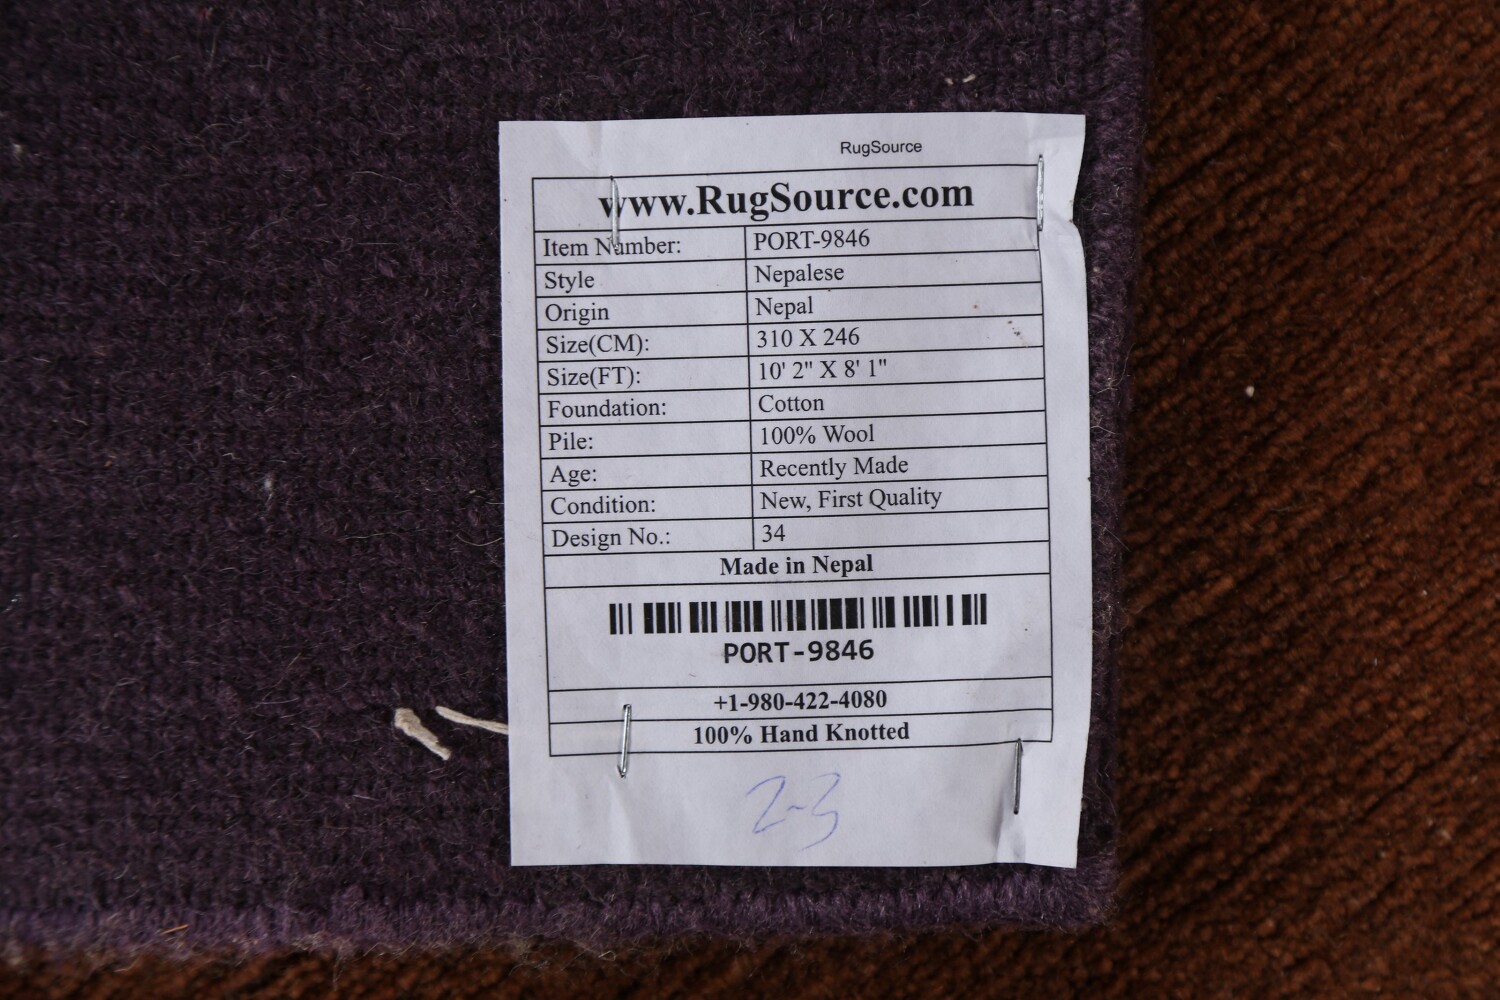 RugSource
www.RugSource.com
Item Number: PORT-9846
Style Nepalese
Origin Nepal
Size(CM): 310 X 246
Size(FT): 10' 2" X 8' 1"
Foundation: Cotton
Pile: 100% Wool
Age: Recently Made
Condition: New, First Quality
Design No.: 34
Made in Nepal
PORT-9846
+1-980-422-4080
100% Hand Knotted
2-3